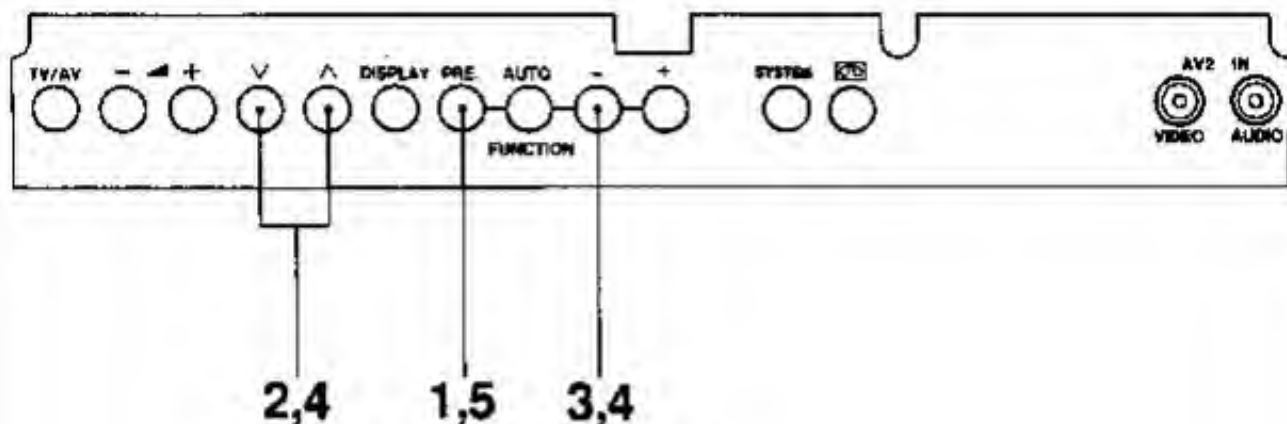 TV/AV − + ∨ ∧ DISPLAY PRE. AUTO − + SYSTEM AV2 IN
FUNCTION VIDEO AUDIO
2,4 1,5 3,4